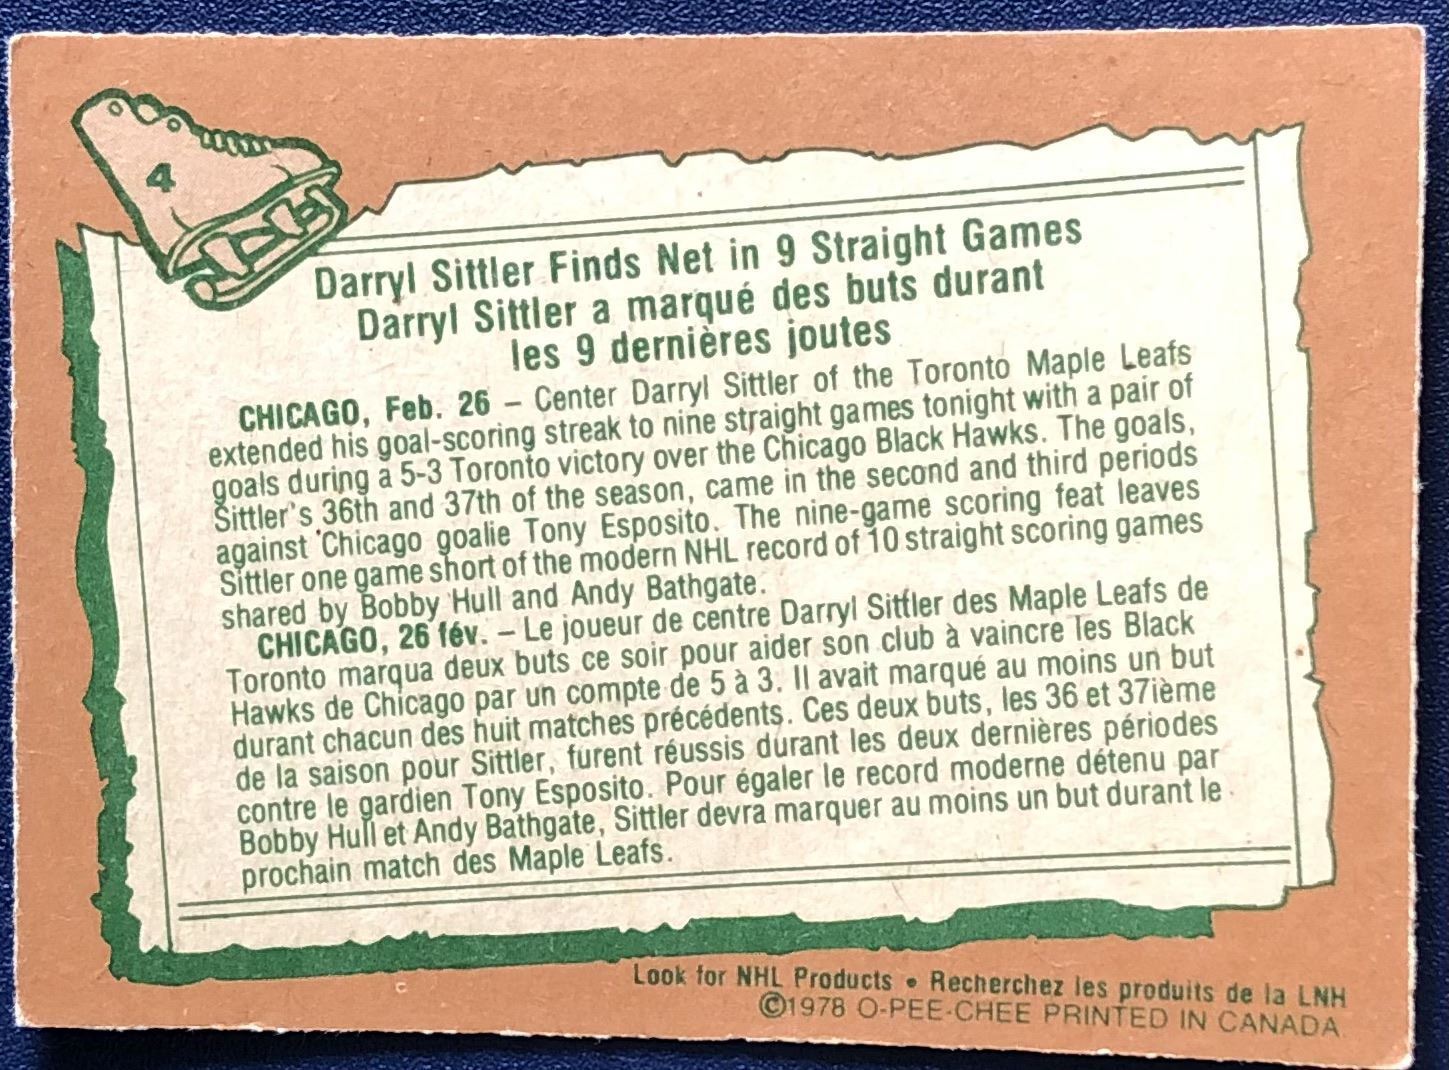 4
Darryl Sittler Finds Net in 9 Straight Games
Darryl Sittler a marqué des buts durant
les 9 dernières joutes
CHICAGO, Feb. 26 – Center Darryl Sittler of the Toronto Maple Leafs
extended his goal-scoring streak to nine straight games tonight with a pair of
goals during a 5-3 Toronto victory over the Chicago Black Hawks. The goals,
Sittler's 36th and 37th of the season, came in the second and third periods
against Chicago goalie Tony Esposito. The nine-game scoring feat leaves
Sittler one game short of the modern NHL record of 10 straight scoring games
shared by Bobby Hull and Andy Bathgate.
CHICAGO, 26 fév. – Le joueur de centre Darryl Sittler des Maple Leafs de
Toronto marqua deux buts ce soir pour aider son club à vaincre les Black
Hawks de Chicago par un compte de 5 à 3. Il avait marqué au moins un but
durant chacun des huit matches précédents. Ces deux buts, les 36 et 37ième
de la saison pour Sittler, furent réussis durant les deux dernières périodes
contre le gardien Tony Esposito. Pour égaler le record moderne détenu par
Bobby Hull et Andy Bathgate, Sittler devra marquer au moins un but durant le
prochain match des Maple Leafs.
Look for NHL Products • Recherchez les produits de la LNH
©1978 O-PEE-CHEE PRINTED IN CANADA